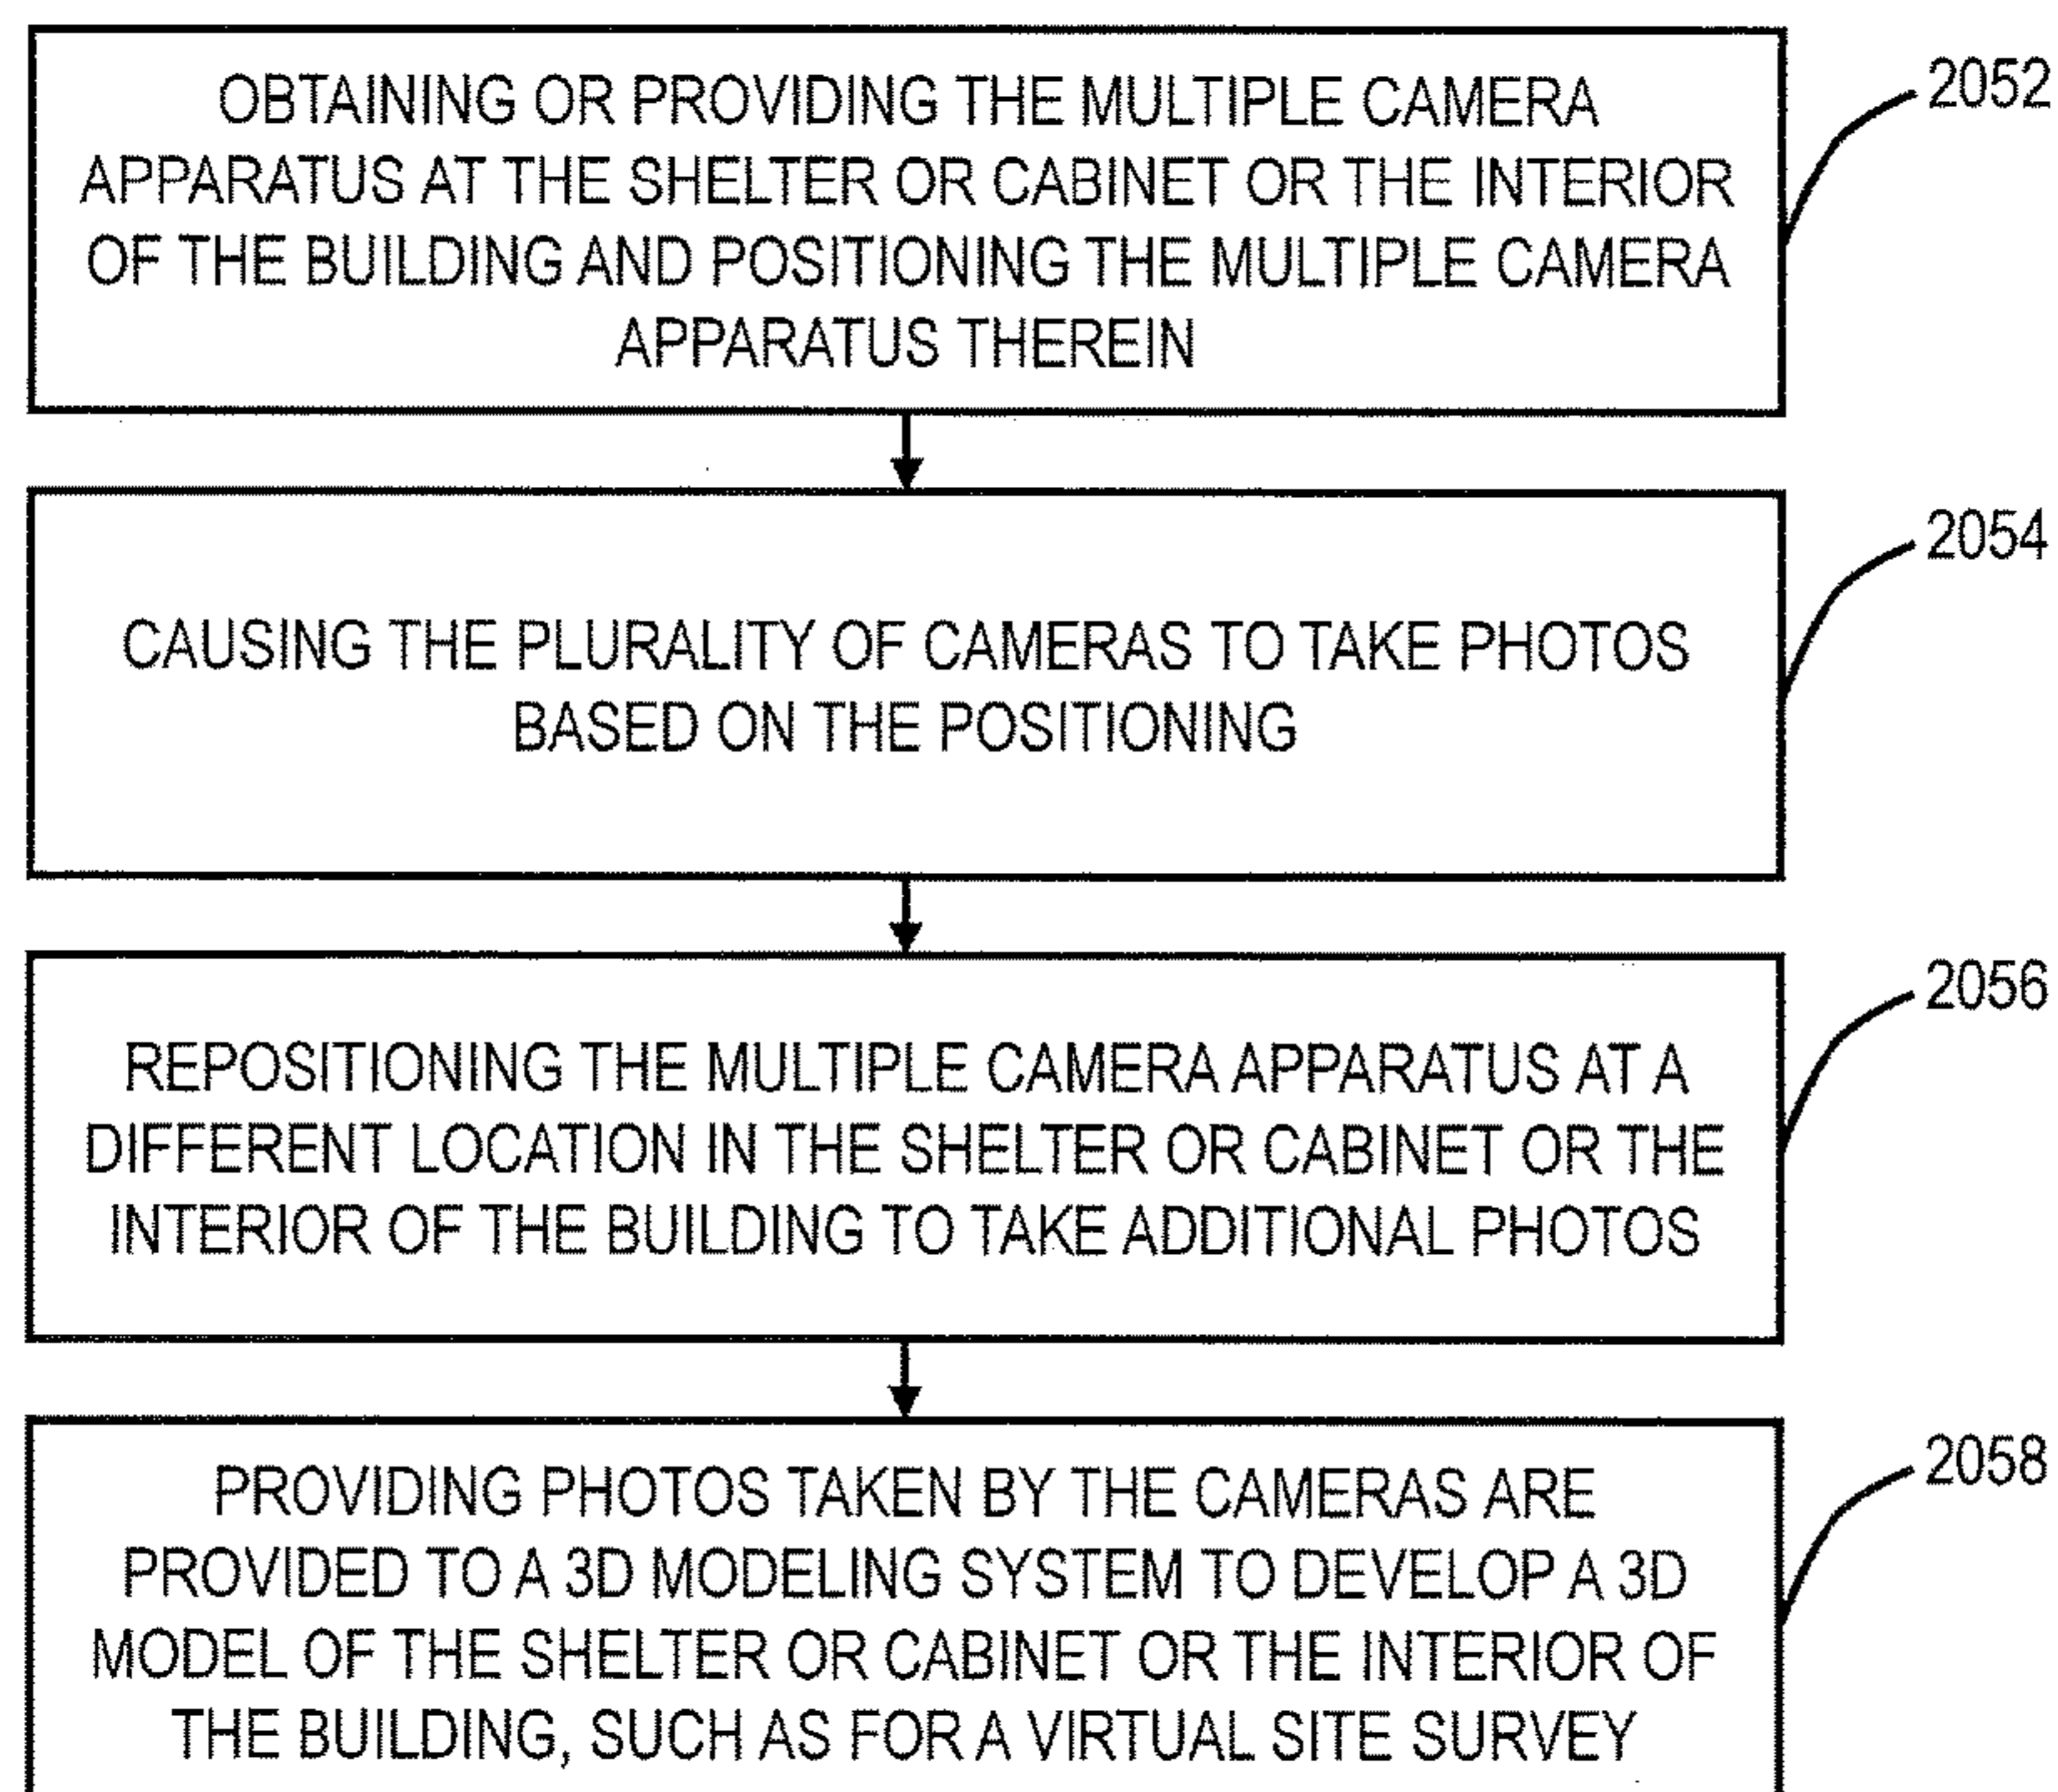 OBTAINING OR PROVIDING THE MULTIPLE CAMERA
APPARATUS AT THE SHELTER OR CABINET OR THE INTERIOR
OF THE BUILDING AND POSITIONING THE MULTIPLE CAMERA
APPARATUS THEREIN
2052
CAUSING THE PLURALITY OF CAMERAS TO TAKE PHOTOS
BASED ON THE POSITIONING
2054
REPOSITIONING THE MULTIPLE CAMERA APPARATUS AT A
DIFFERENT LOCATION IN THE SHELTER OR CABINET OR THE
INTERIOR OF THE BUILDING TO TAKE ADDITIONAL PHOTOS
2056
PROVIDING PHOTOS TAKEN BY THE CAMERAS ARE
PROVIDED TO A 3D MODELING SYSTEM TO DEVELOP A 3D
MODEL OF THE SHELTER OR CABINET OR THE INTERIOR OF
THE BUILDING, SUCH AS FOR A VIRTUAL SITE SURVEY
2058